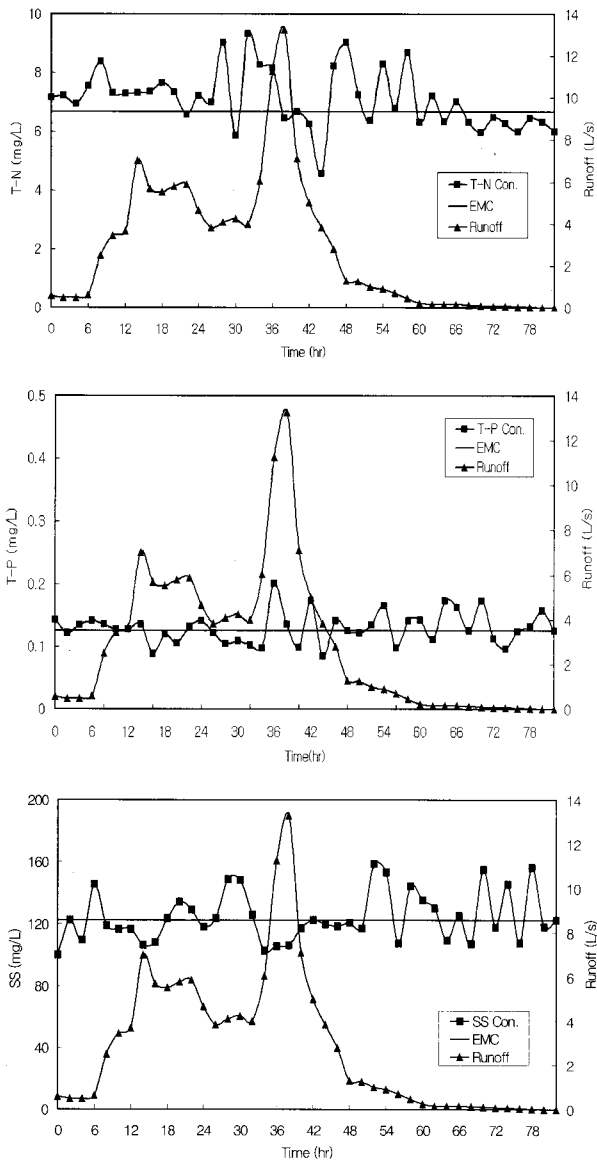 10
14
8
12
10
6
8
T-N (mg/L)
Runoff (L/s)
4
6
T-N Con.
EMC
Runoff
2
4
2
0
0
0 6 12 18 24 30 36 42 48 54 60 66 72 78
Time (hr)
0.5
14
0.4
12
10
0.3
8
T-P (mg/L)
Runoff (L/s)
0.2
6
T-P Con.
EMC
Runoff
0.1
4
2
0
0
0 6 12 18 24 30 36 42 48 54 60 66 72 78
Time(hr)
200
14
160
12
10
120
8
SS (mg/L)
Runoff (L/s)
80
6
SS Con.
EMC
Runoff
40
4
2
0
0
0 6 12 18 24 30 36 42 48 54 60 66 72 78
Time (hr)